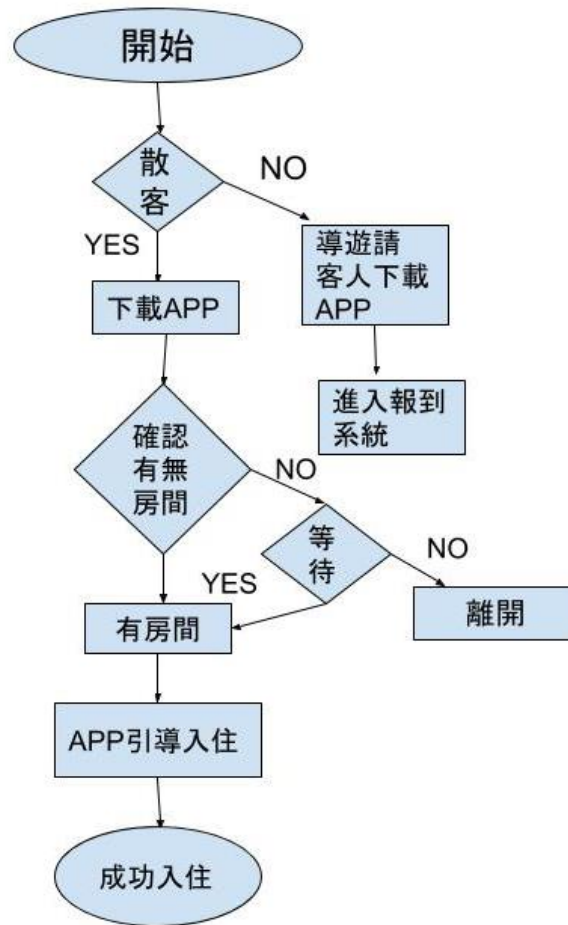 開始
散
客
NO
YES
導遊請
客人下載
APP
下載APP
進入報到
系統
確認
有無
房間
NO
等
待
NO
YES
有房間
離開
APP引導入住
成功入住